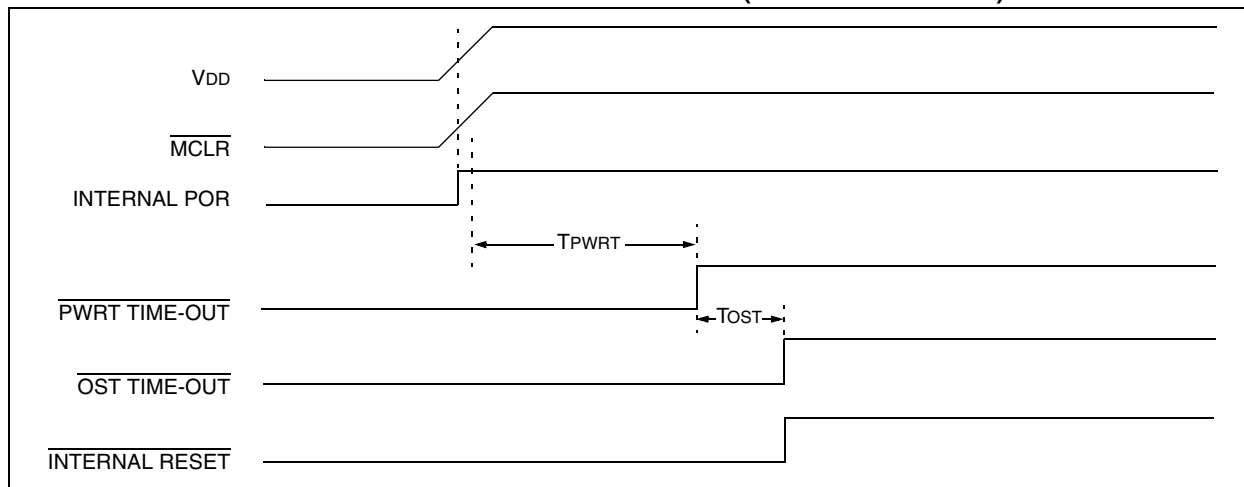 VDD
MCLR
INTERNAL POR
TPWRT
PWRT TIME-OUT
TOST
OST TIME-OUT
INTERNAL RESET